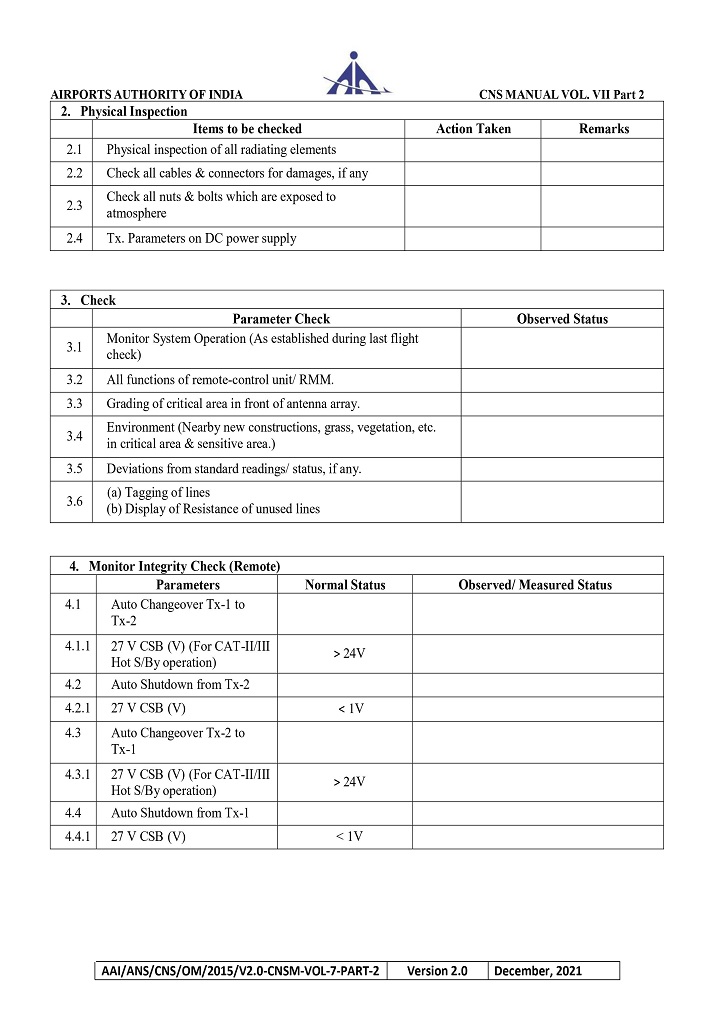 AIRPORTS AUTHORITY OF INDIA CNS MANUAL VOL. VII Part 2
2. Physical Inspection
Items to be checked Action Taken Remarks
2.1 Physical inspection of all radiating elements
2.2 Check all cables & connectors for damages, if any
2.3 Check all nuts & bolts which are exposed to
atmosphere
2.4 Tx. Parameters on DC power supply
3. Check
Parameter Check Observed Status
3.1 Monitor System Operation (As established during last flight
check)
3.2 All functions of remote-control unit/ RMM.
3.3 Grading of critical area in front of antenna array.
3.4 Environment (Nearby new constructions, grass, vegetation, etc.
in critical area & sensitive area.)
3.5 Deviations from standard readings/ status, if any.
3.6 (a) Tagging of lines
(b) Display of Resistance of unused lines
4. Monitor Integrity Check (Remote)
Parameters Normal Status Observed/ Measured Status
4.1 Auto Changeover Tx-1 to
Tx-2
4.1.1 27 V CSB (V) (For CAT-II/III
Hot S/By operation) > 24V
4.2 Auto Shutdown from Tx-2
4.2.1 27 V CSB (V) < 1V
4.3 Auto Changeover Tx-2 to
Tx-1
4.3.1 27 V CSB (V) (For CAT-II/III
Hot S/By operation) > 24V
4.4 Auto Shutdown from Tx-1
4.4.1 27 V CSB (V) < 1V
AAI/ANS/CNS/OM/2015/V2.0-CNSM-VOL-7-PART-2 Version 2.0 December, 2021